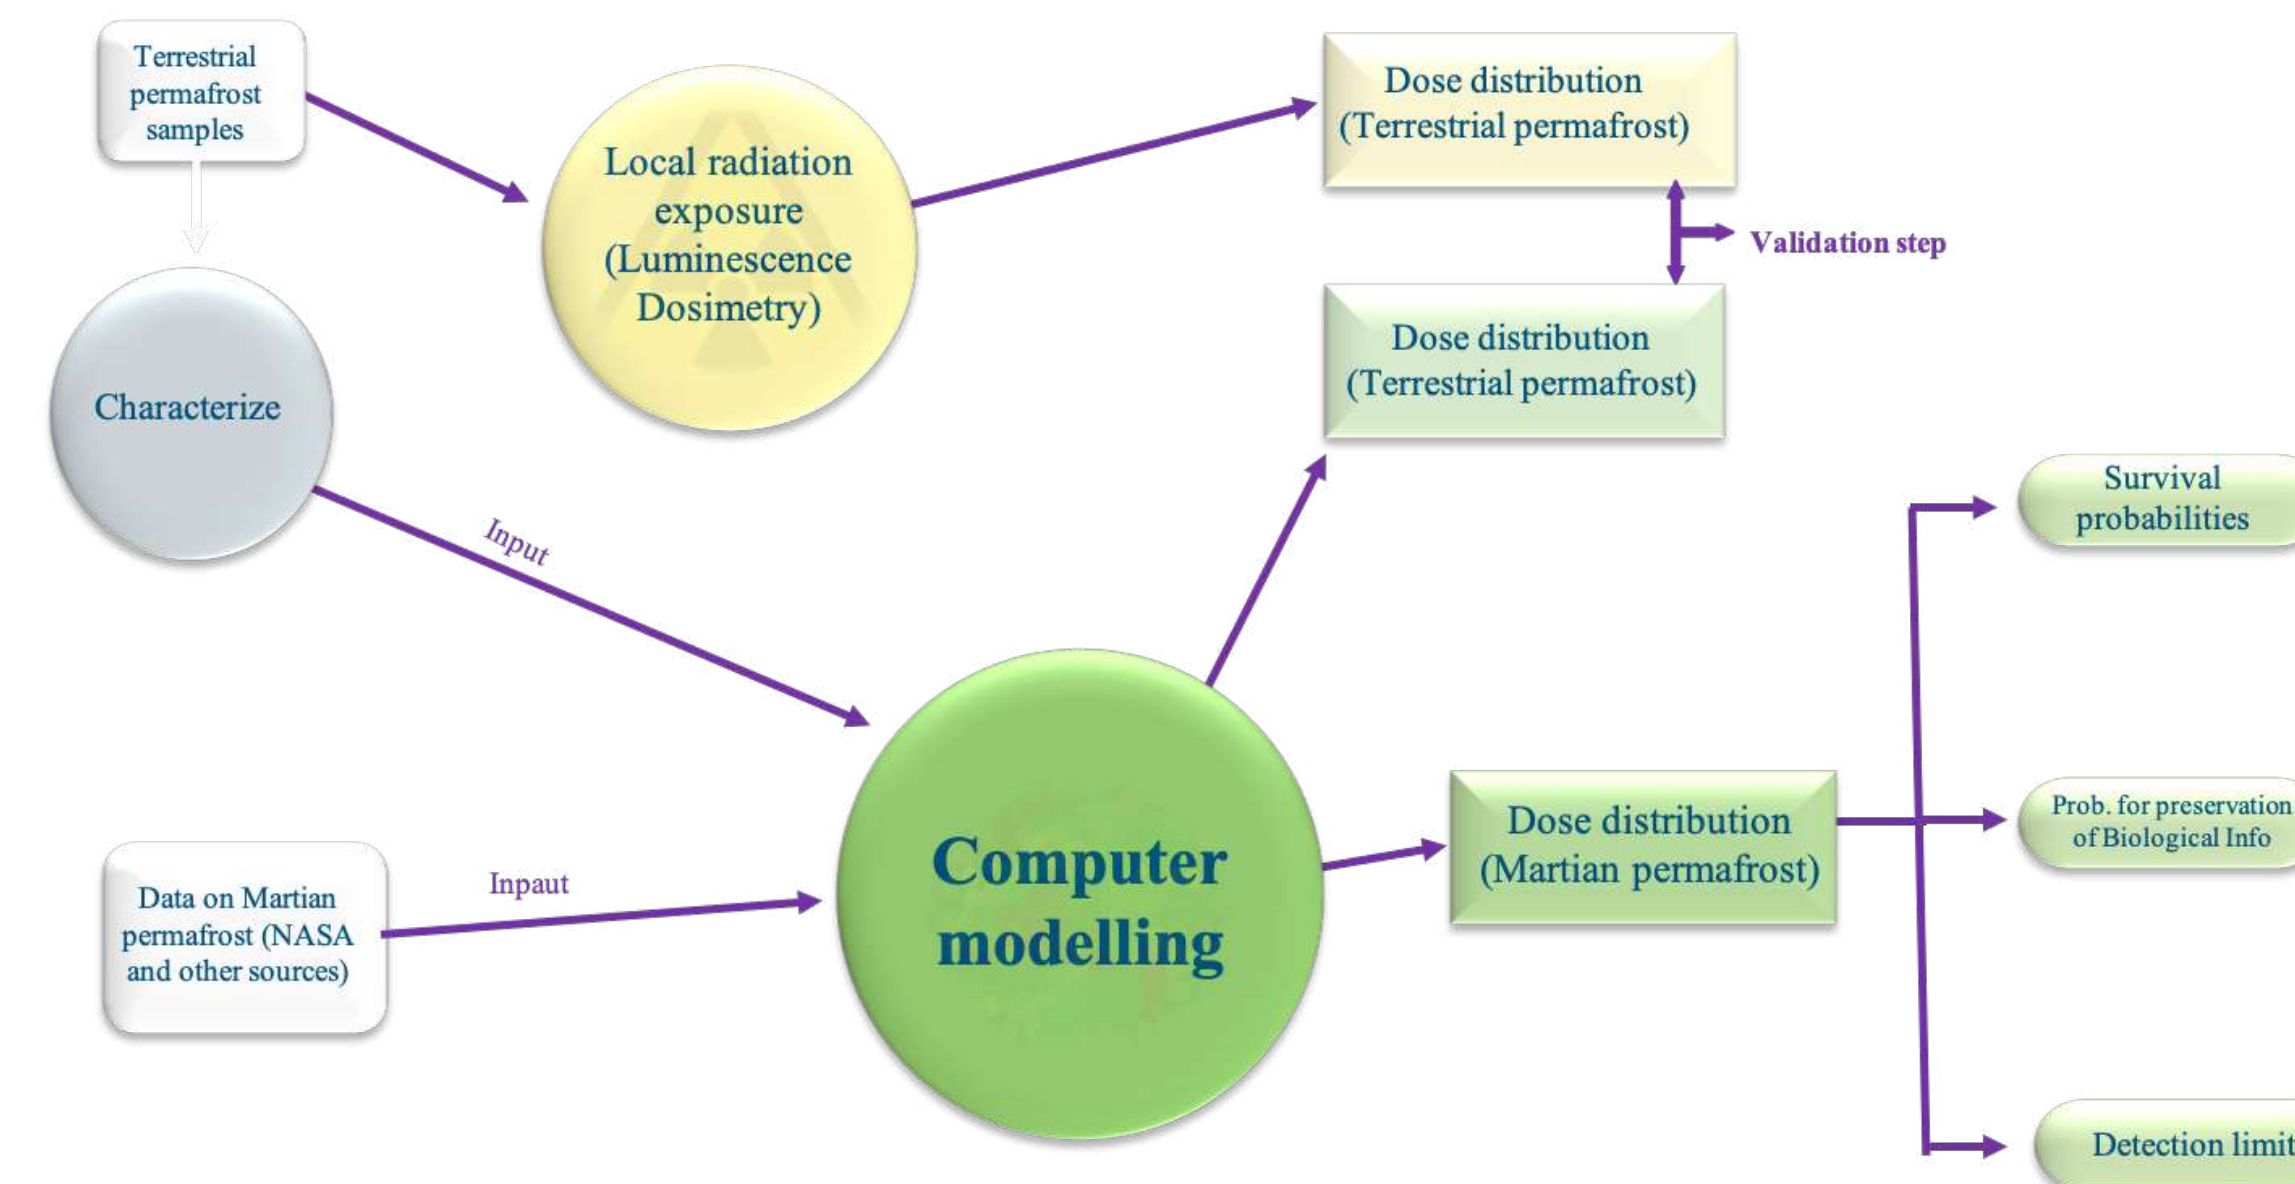 Terrestrial
permafrost
samples
Local radiation
exposure
(Luminescence
Dosimetry)
Dose distribution
(Terrestrial permafrost)
Validation step
Dose distribution
(Terrestrial permafrost)
Characterize
Input
Survival
probabilities
Computer
modelling
Dose distribution
(Martian permafrost)
Prob. for preservation
of Biological Info
Data on Martian
permafrost (NASA
and other sources)
Inpaut
Detection limit